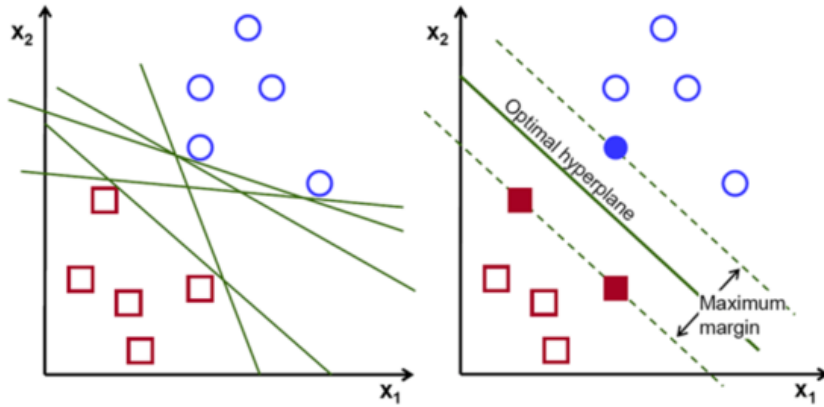 x₂
x₁
x₂
Optimal hyperplane
Maximum
margin
x₁